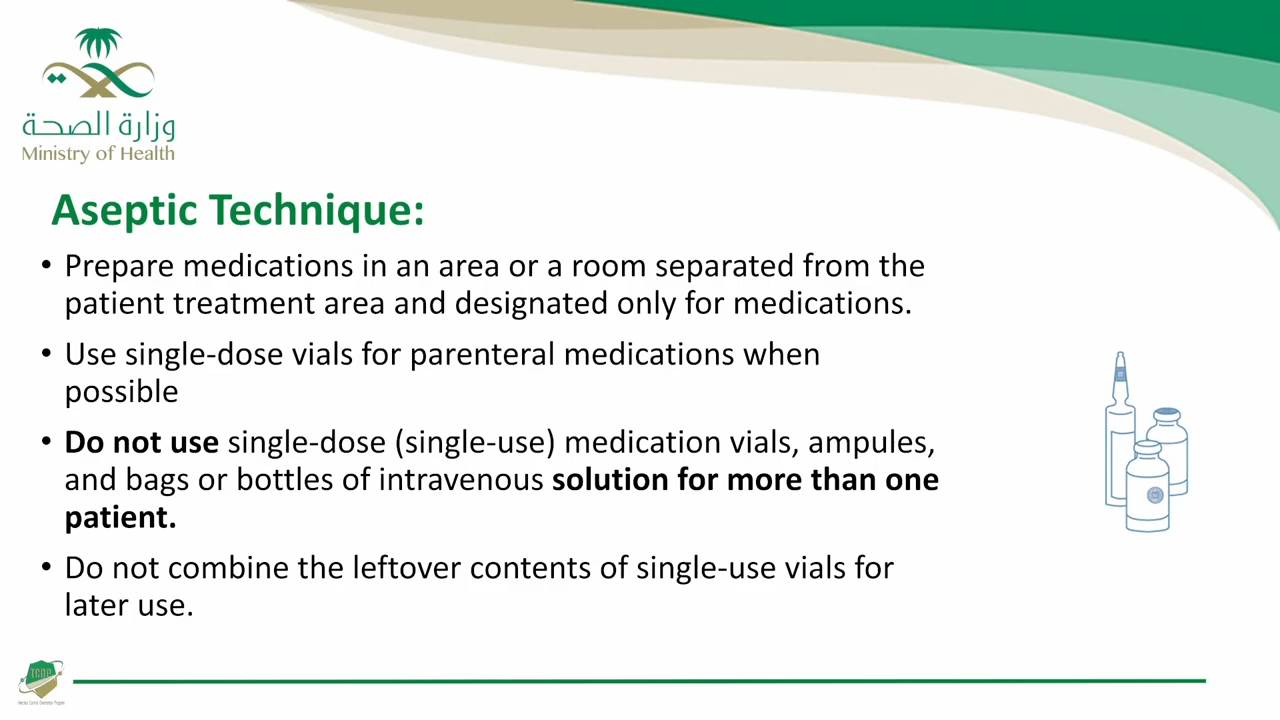 وزارة الصحة
Ministry of Health
Aseptic Technique:
• Prepare medications in an area or a room separated from the
patient treatment area and designated only for medications.
• Use single-dose vials for parenteral medications when
possible
• Do not use single-dose (single-use) medication vials, ampules,
and bags or bottles of intravenous solution for more than one
patient.
• Do not combine the leftover contents of single-use vials for
later use.